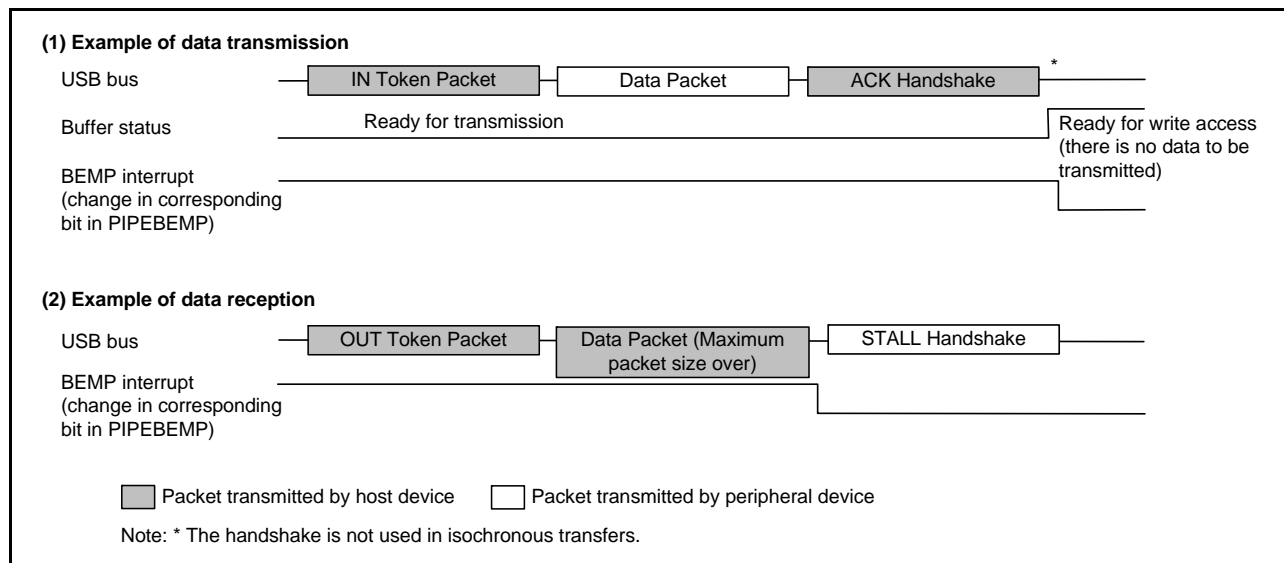 (1) Example of data transmission
USB bus
IN Token Packet
Data Packet
ACK Handshake
*
Buffer status
Ready for transmission
Ready for write access
(there is no data to be
transmitted)
BEMP interrupt
(change in corresponding
bit in PIPEBEMP)
(2) Example of data reception
USB bus
OUT Token Packet
Data Packet (Maximum
packet size over)
STALL Handshake
BEMP interrupt
(change in corresponding
bit in PIPEBEMP)
Packet transmitted by host device
Packet transmitted by peripheral device
Note: * The handshake is not used in isochronous transfers.